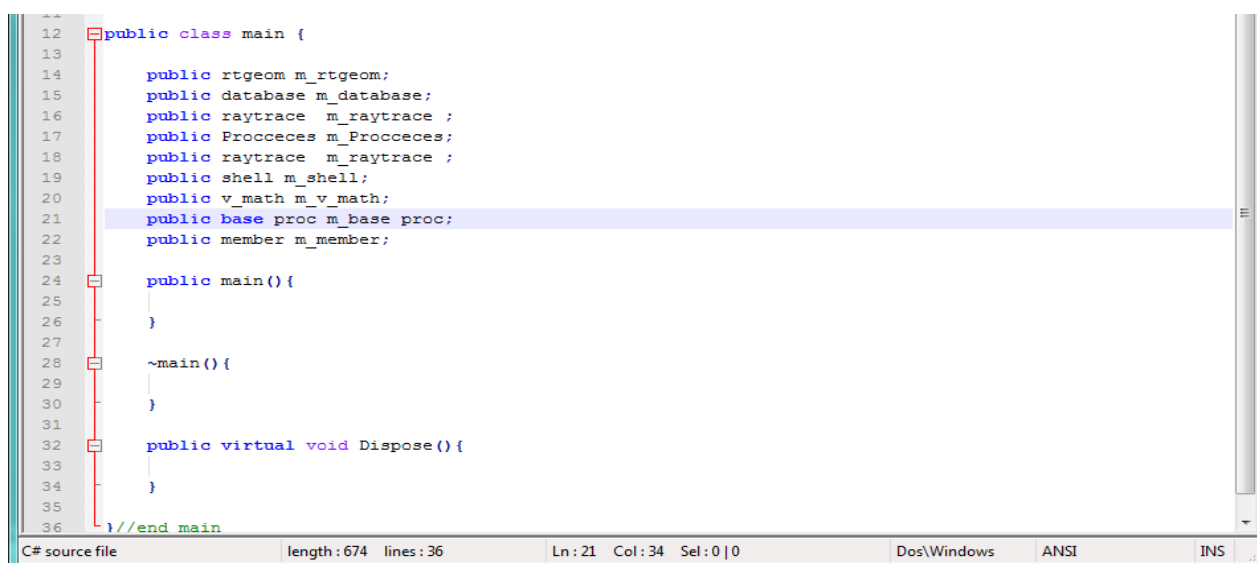 11
12 public class main {
13
14 public rtgeom m_rtgeom;
15 public database m_database;
16 public raytrace  m_raytrace ;
17 public Procceces m_Procceces;
18 public raytrace  m_raytrace ;
19 public shell m_shell;
20 public v_math m_v_math;
21 public base proc m_base proc;
22 public member m_member;
23
24 public main(){
25
26 }
27
28 ~main(){
29
30 }
31
32 public virtual void Dispose(){
33
34 }
35
36 }//end main
C# source file length : 674 lines : 36 Ln : 21 Col : 34 Sel : 0 | 0 Dos\Windows ANSI INS